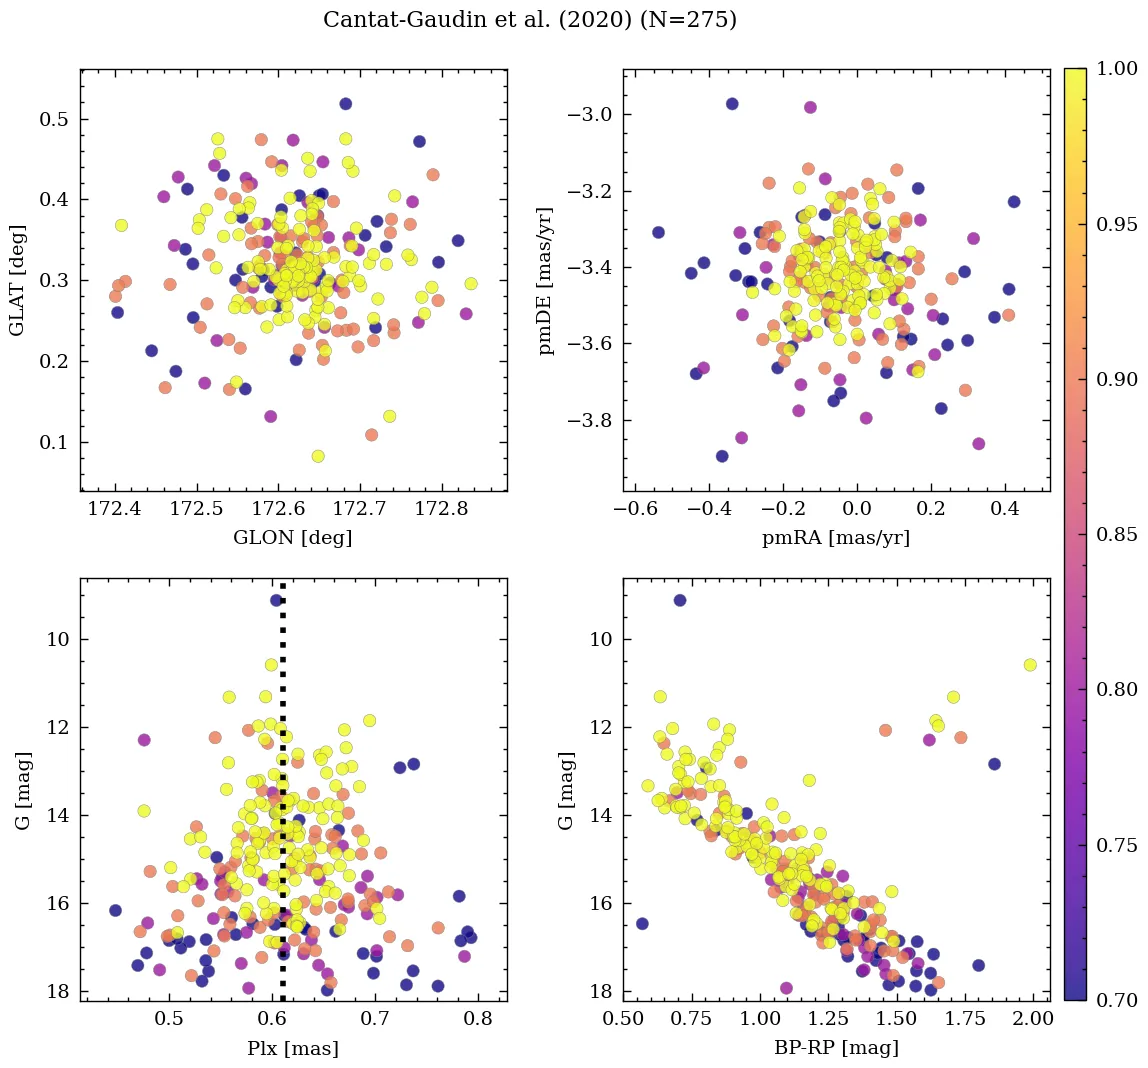 Cantat-Gaudin et al. (2020) (N=275)
0.5
0.4
0.3
0.2
0.1
GLAT [deg]
172.4 172.5 172.6 172.7 172.8
GLON [deg]
−3.0
−3.2
−3.4
−3.6
−3.8
pmDE [mas/yr]
−0.6 −0.4 −0.2 0.0 0.2 0.4
pmRA [mas/yr]
10
12
14
16
18
G [mag]
0.5 0.6 0.7 0.8
Plx [mas]
10
12
14
16
18
G [mag]
0.50 0.75 1.00 1.25 1.50 1.75 2.00
BP-RP [mag]
1.00
0.95
0.90
0.85
0.80
0.75
0.70